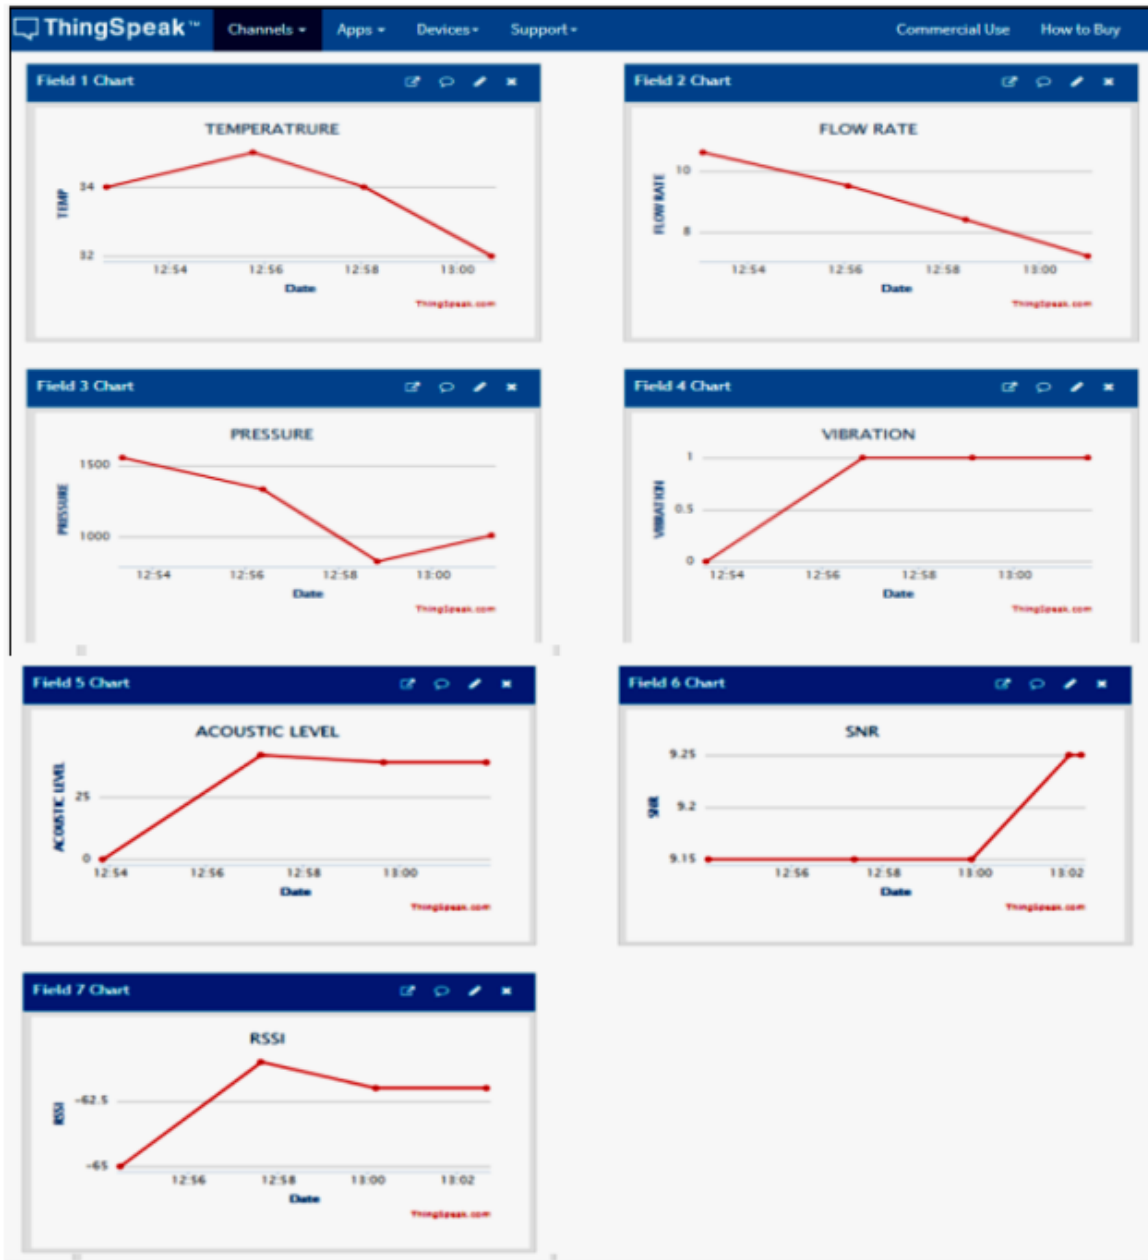 ThingSpeak™ Channels Apps Devices Support Commercial Use How to Buy
Field 1 Chart
TEMPERATRURE
TEMP
34
32
12:54 12:56 12:58 13:00
Date
ThingSpeak.com
Field 2 Chart
FLOW RATE
FLOW RATE
10
8
12:54 12:56 12:58 13:00
Date
ThingSpeak.com
Field 3 Chart
PRESSURE
PRESSURE
1500
1000
12:54 12:56 12:58 13:00
Date
ThingSpeak.com
Field 4 Chart
VIBRATION
VIBRATION
1
0.5
0
12:54 12:56 12:58 13:00
Date
ThingSpeak.com
Field 5 Chart
ACOUSTIC LEVEL
ACOUSTIC LEVEL
25
0
12:54 12:56 12:58 13:00
Date
ThingSpeak.com
Field 6 Chart
SNR
SNR
9.25
9.2
9.15
12:56 12:58 13:00 13:02
Date
ThingSpeak.com
Field 7 Chart
RSSI
RSSI
-62.5
-65
12:56 12:58 13:00 13:02
Date
ThingSpeak.com